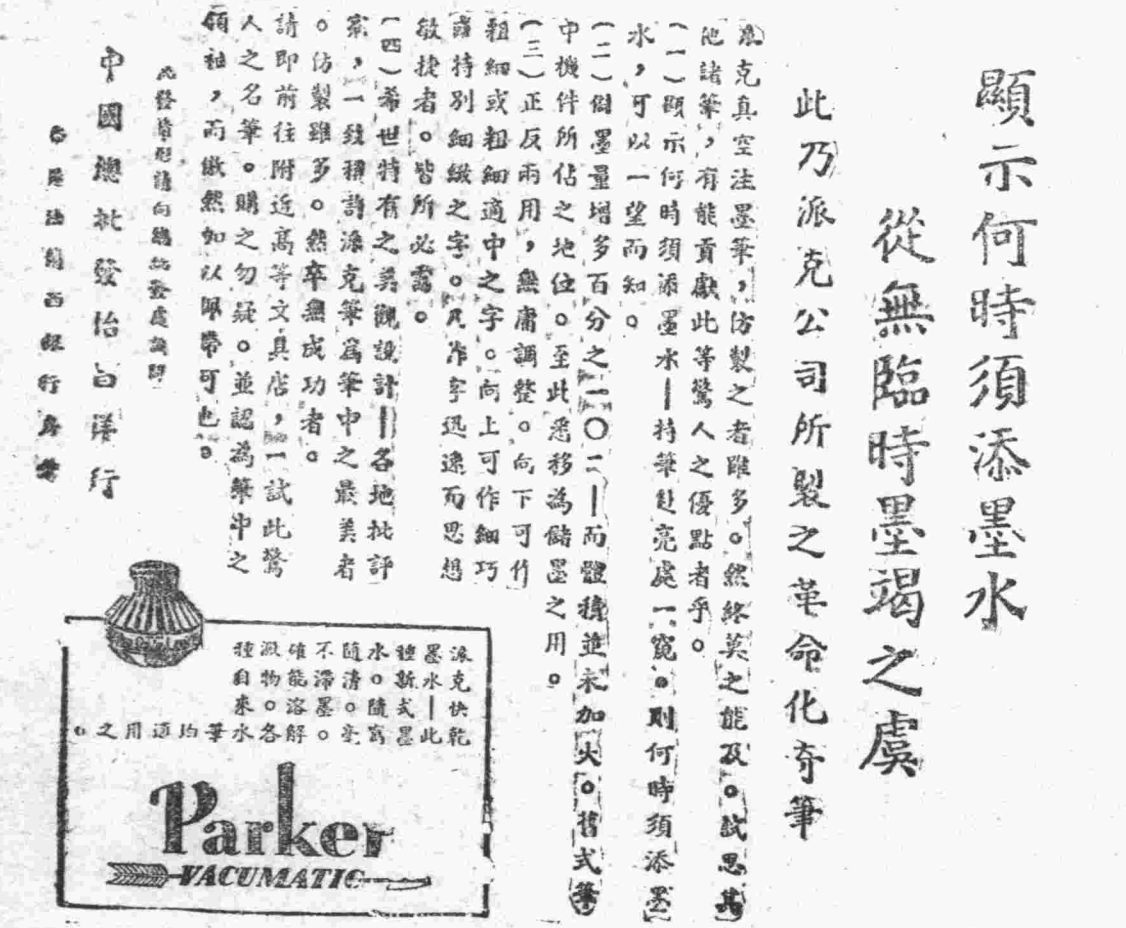 顯示何時須添墨水
從無臨時墨竭之虞
此乃派克公司所製之革命化奇筆
派克真空注墨筆，仿製之者雖多。然終莫之能及。試思其
他諸筆，有能貢獻此等驚人之優點者乎。
(一)顯示何時須添墨水—持筆對亮處一窺。則何時須添墨
水，可以一望而知。
(二)儲墨量增多百分之一〇二—而體積並未加大。舊式筆
中機件所佔之地位。至此悉移為儲墨之用。
(三)正反兩用，無庸調整。向下可作
粗細或粗細適中之字。向上可作細巧
或特別細緻之字。凡作字迅速而思想
敏捷者。皆所必需。
(四)希世特有之美觀設計—各地批評
家，一致稱許派克筆爲筆中之最美者
。仿製雖多。然卒無成功者。
請即前往附近高等文具店，一試此驚
人之名筆。購之勿疑。並認為筆中之
領袖，而傲然如以佩帶可也。
中國總批發怡昌洋行
派克快乾
墨水—此
種新式墨
水。隨寫
隨清。毫
不滯墨。
確能溶解
澱物。各
種自來水筆均適用之。
Parker
VACUMATIC